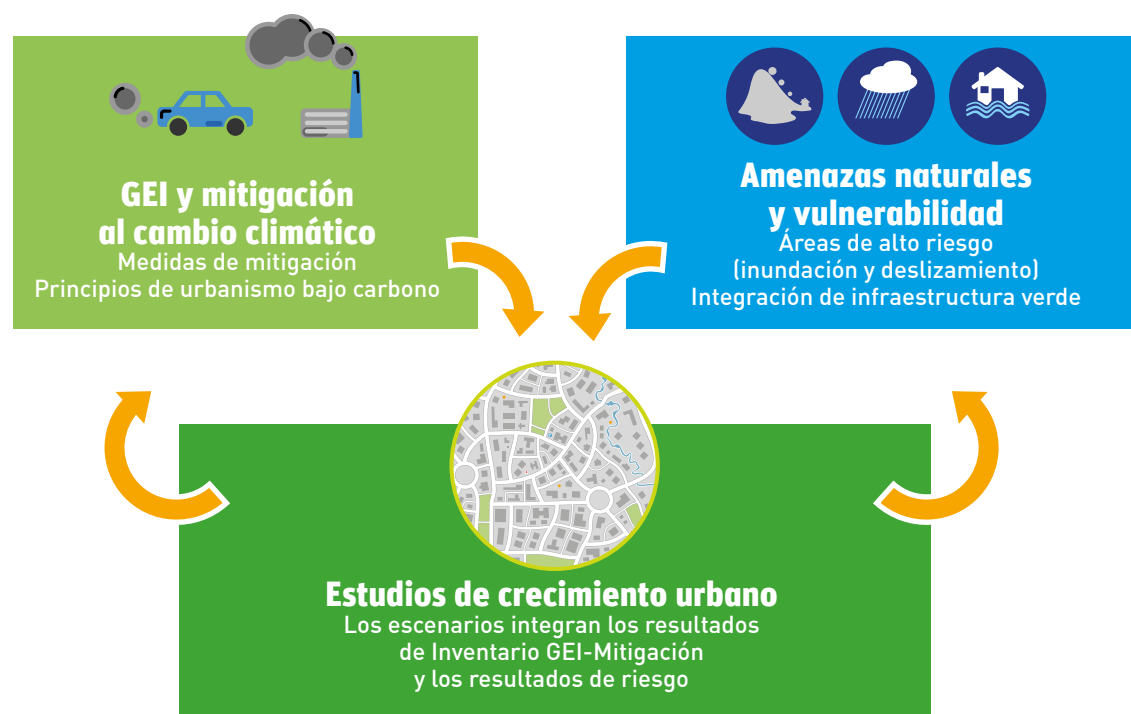 GEI y mitigación
al cambio climático
Medidas de mitigación
Principios de urbanismo bajo carbono
Amenazas naturales
y vulnerabilidad
Áreas de alto riesgo
(inundación y deslizamiento)
Integración de infraestructura verde
Estudios de crecimiento urbano
Los escenarios integran los resultados
de Inventario GEI-Mitigación
y los resultados de riesgo